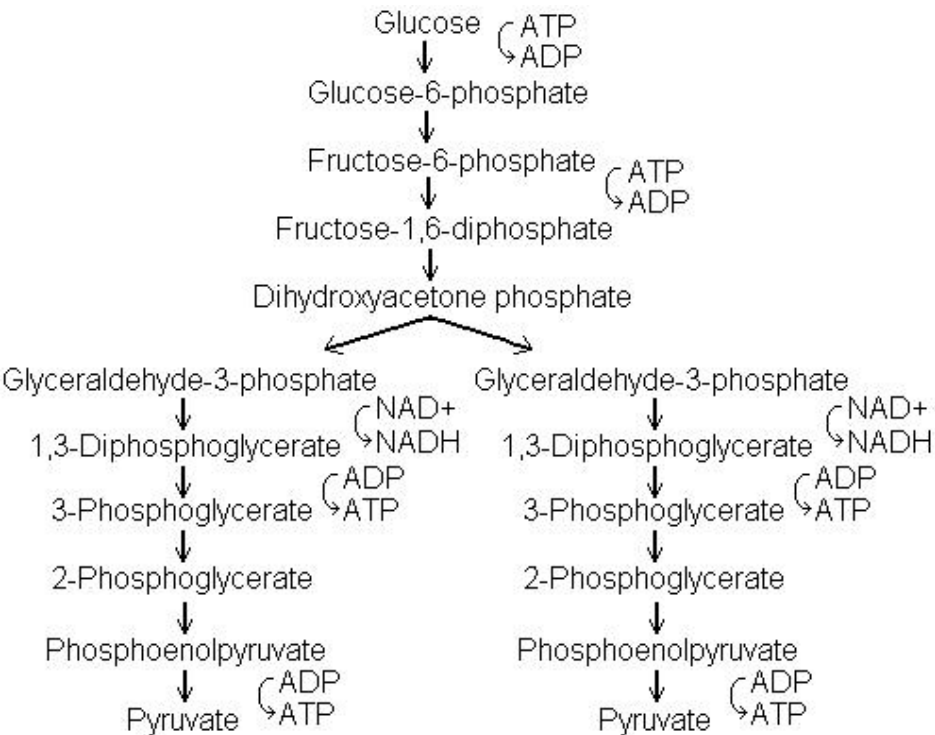 Glucose ATP
ADP
Glucose-6-phosphate
Fructose-6-phosphate ATP
ADP
Fructose-1,6-diphosphate
Dihydroxyacetone phosphate
Glyceraldehyde-3-phosphate Glyceraldehyde-3-phosphate
NAD+ NAD+
1,3-Diphosphoglycerate NADH 1,3-Diphosphoglycerate NADH
ADP ADP
3-Phosphoglycerate ATP 3-Phosphoglycerate ATP
2-Phosphoglycerate 2-Phosphoglycerate
Phosphoenolpyruvate Phosphoenolpyruvate
ADP ADP
Pyruvate ATP Pyruvate ATP